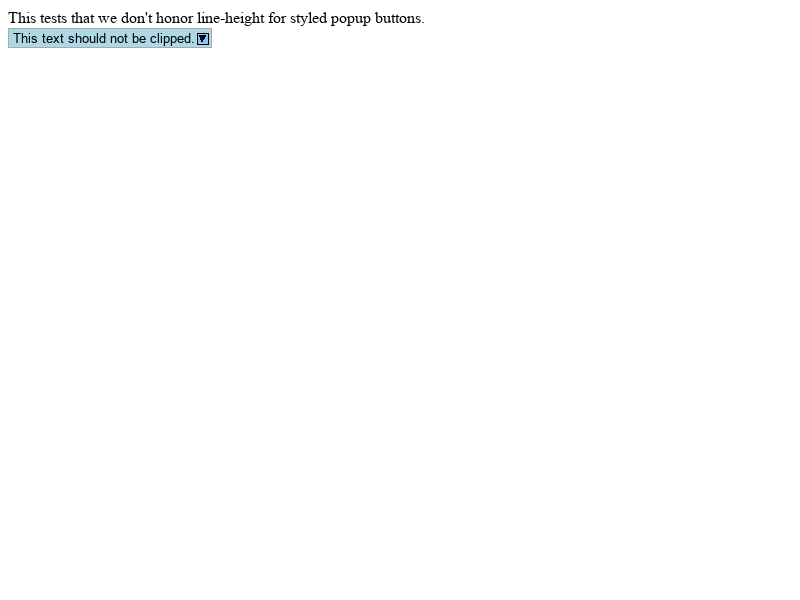 This tests that we don't honor line-height for styled popup buttons.
This text should not be clipped.